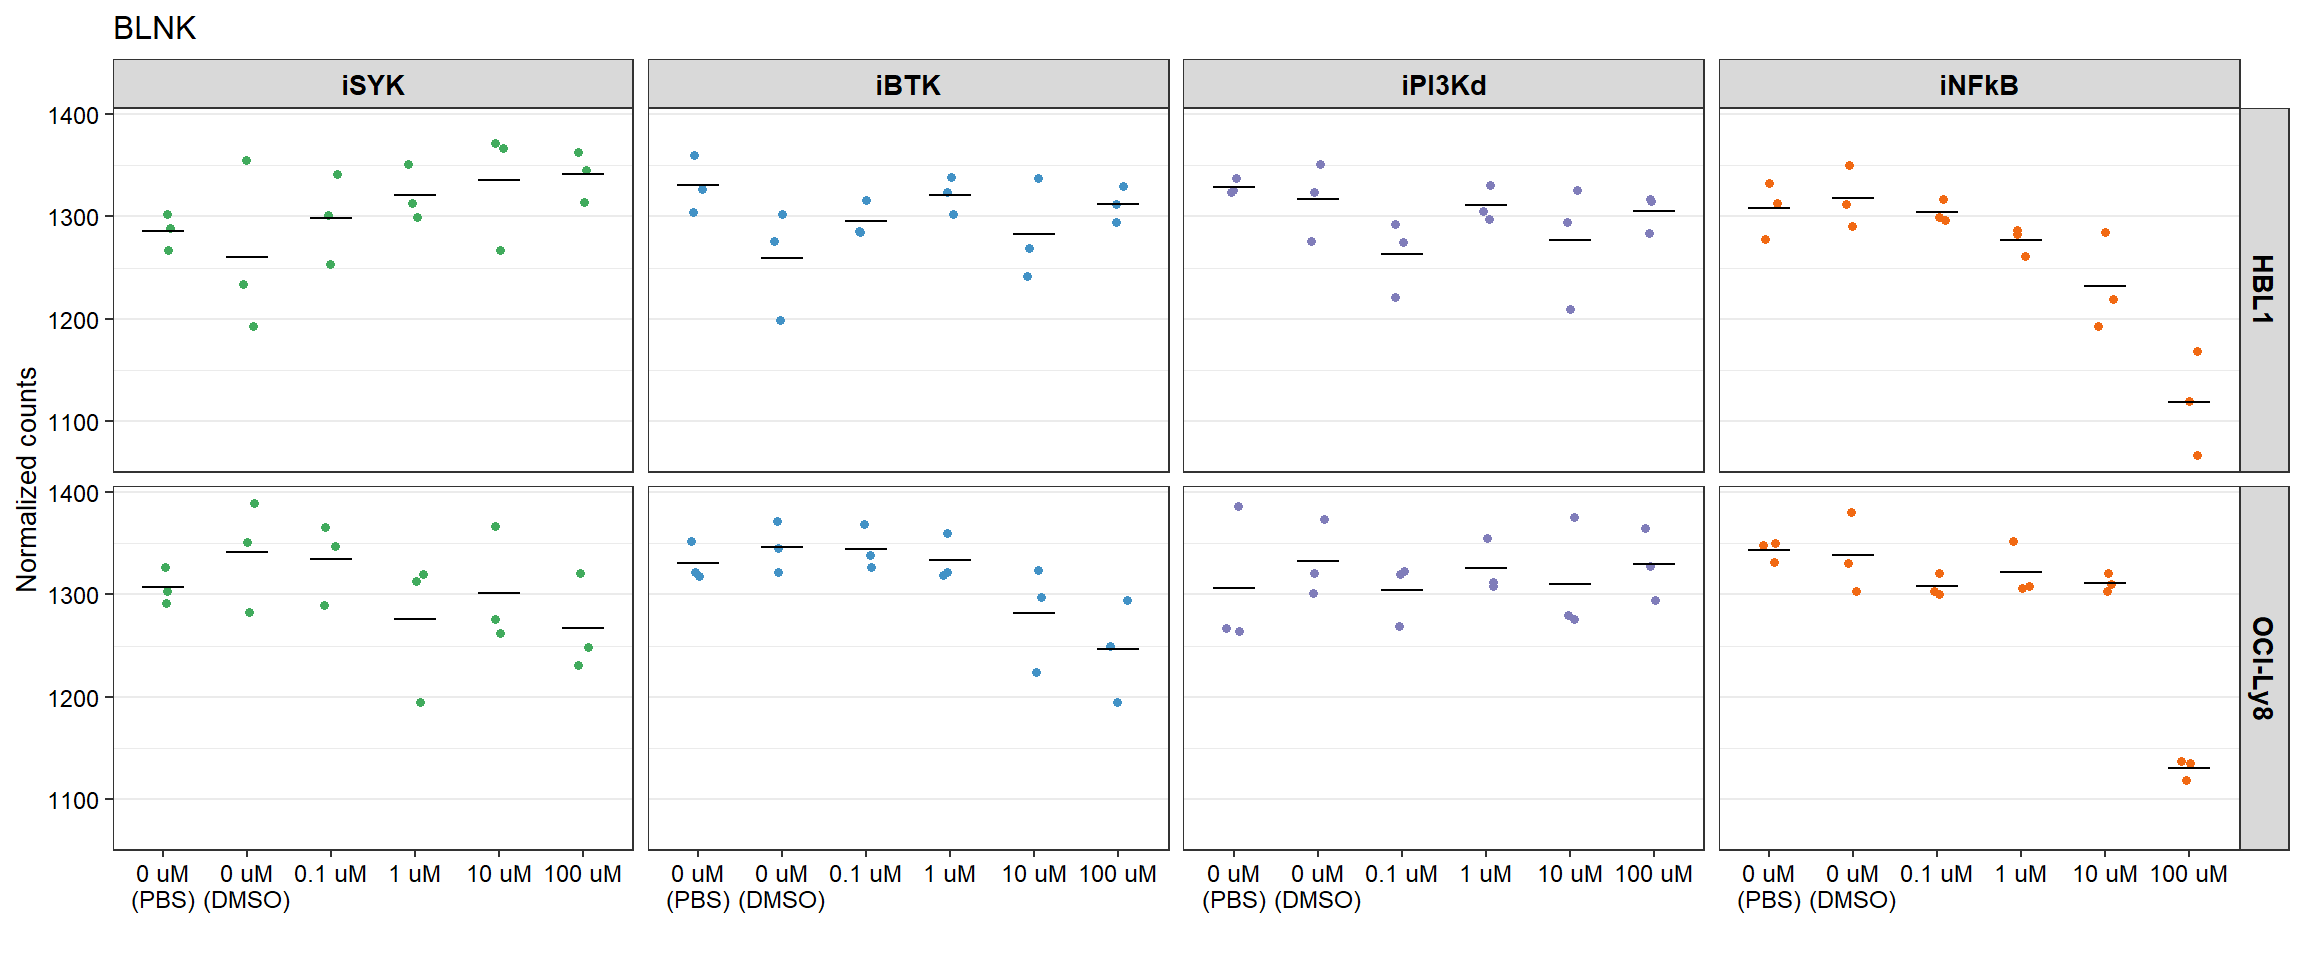 BLNK
iSYK iBTK iPI3Kd iNFkB
1400
1300
1200
1100
HBL1
Normalized counts
1400
1300
1200
1100
OCI-Ly8
0 uM 0 uM 0.1 uM 1 uM 10 uM 100 uM 0 uM 0 uM 0.1 uM 1 uM 10 uM 100 uM 0 uM 0 uM 0.1 uM 1 uM 10 uM 100 uM 0 uM 0 uM 0.1 uM 1 uM 10 uM 100 uM
(PBS) (DMSO) (PBS) (DMSO) (PBS) (DMSO) (PBS) (DMSO)